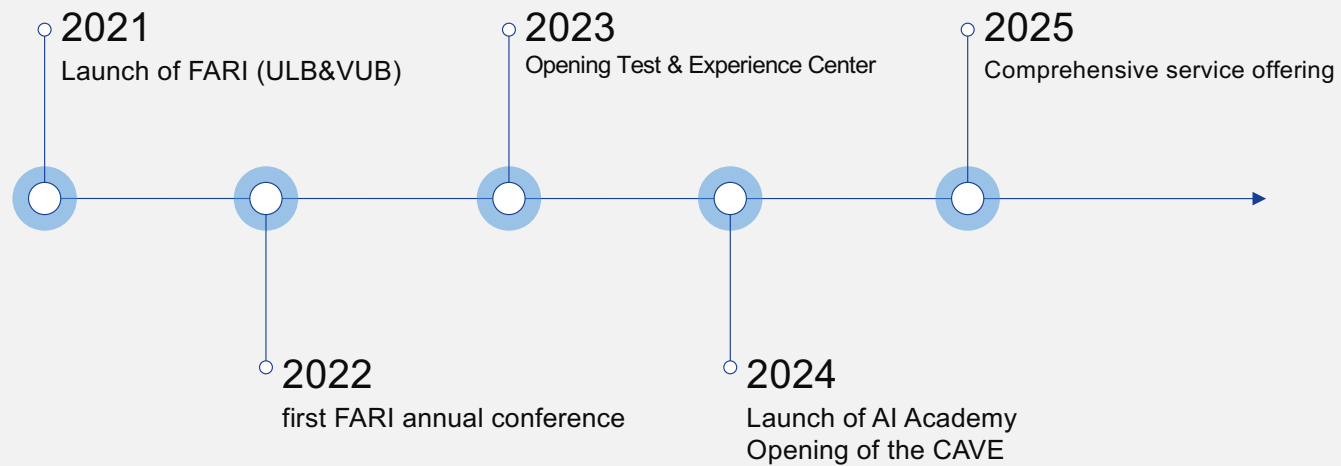 2021
Launch of FARI (ULB&VUB)
2022
first FARI annual conference
2023
Opening Test & Experience Center
2024
Launch of AI Academy
Opening of the CAVE
2025
Comprehensive service offering